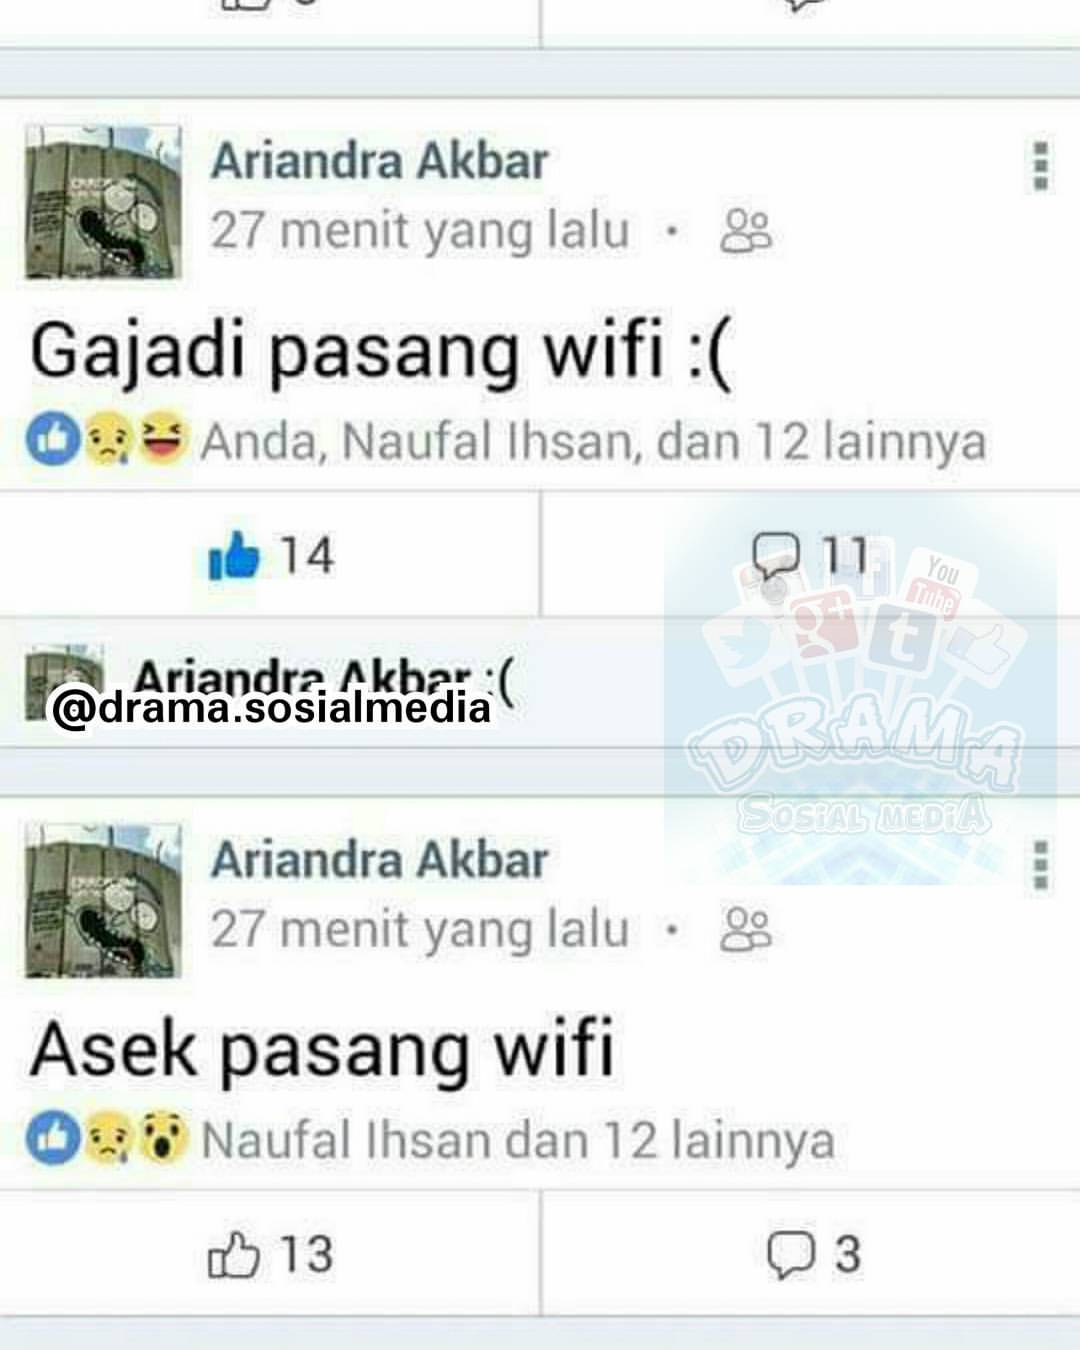 Ariandra Akbar
27 menit yang lalu ·
Gajadi pasang wifi :(
Anda, Naufal Ihsan, dan 12 lainnya
14
11
You
Tube
g+
t
Ariandra Akbar :(
@drama.sosialmedia
DRAMA
SOSIAL MEDIA
Ariandra Akbar
27 menit yang lalu ·
Asek pasang wifi
Naufal Ihsan dan 12 lainnya
13
3